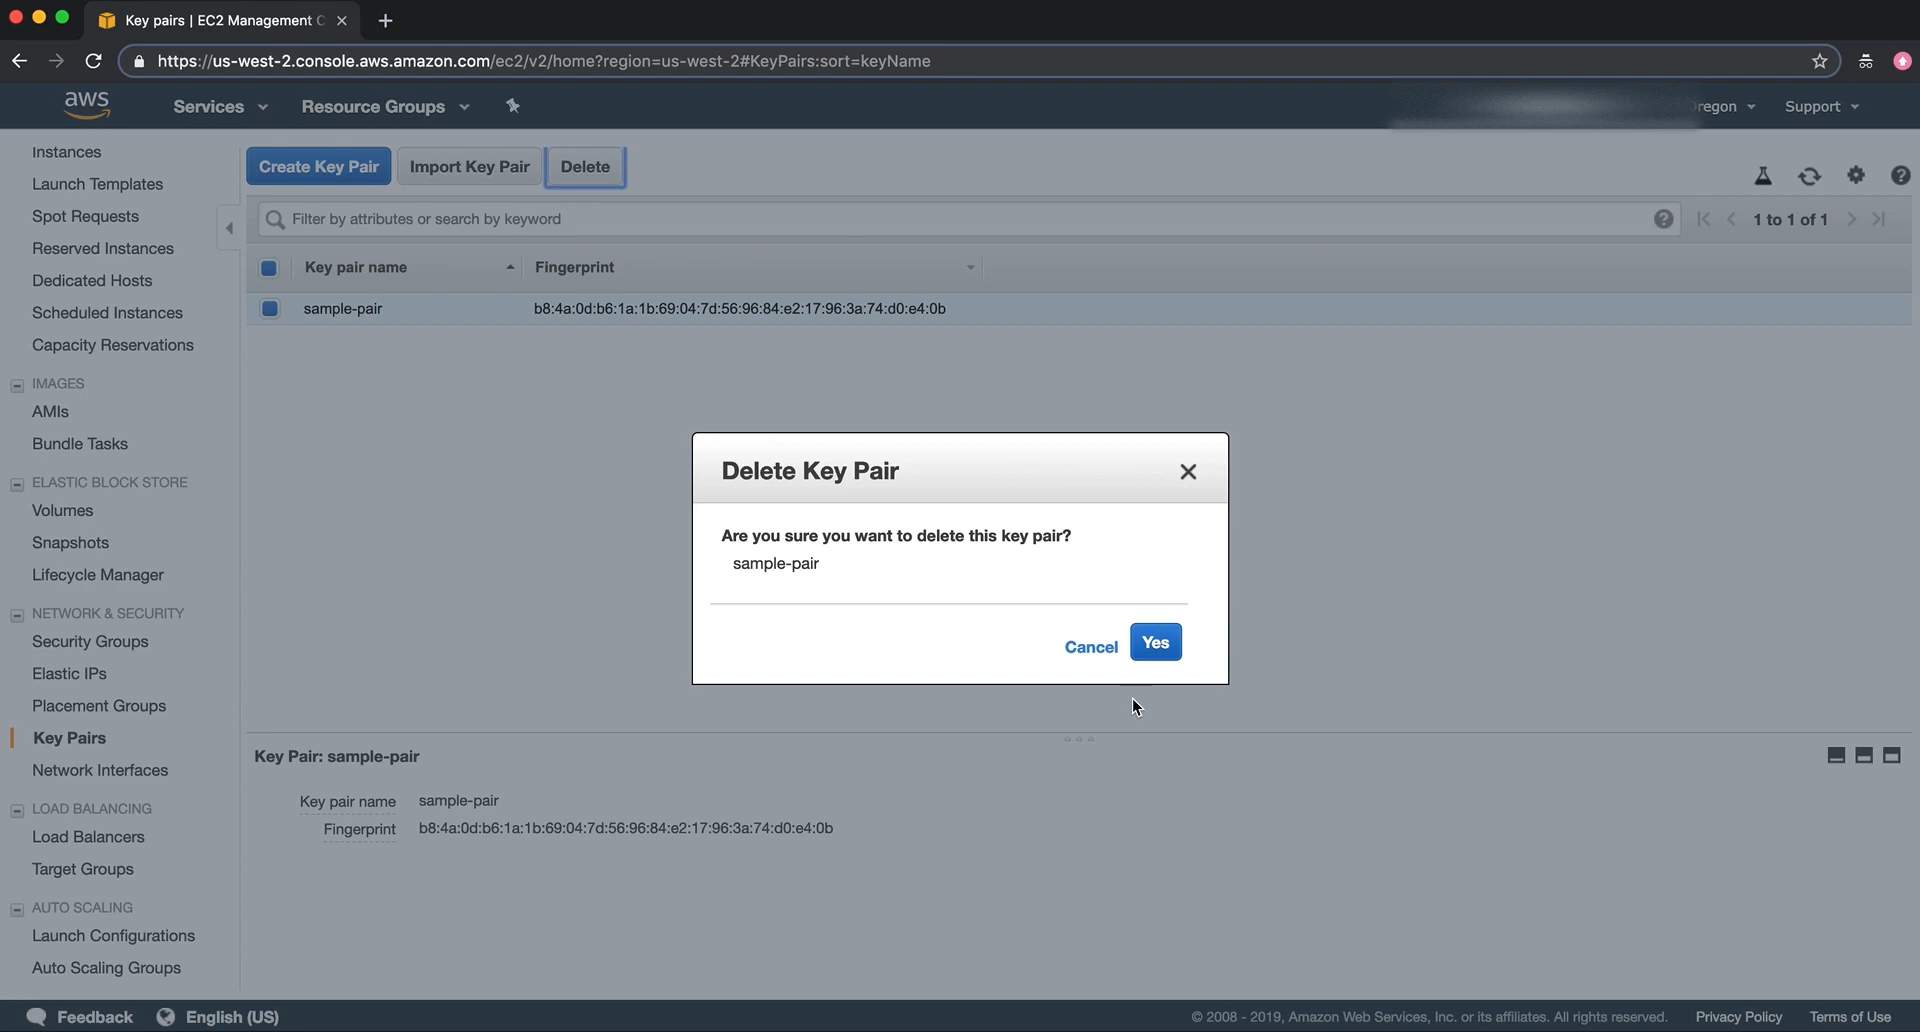 Key pairs | EC2 Management C
https://us-west-2.console.aws.amazon.com/ec2/v2/home?region=us-west-2#KeyPairs:sort=keyName
aws
Services
Resource Groups
regon
Support
Instances
Launch Templates
Spot Requests
Reserved Instances
Dedicated Hosts
Scheduled Instances
Capacity Reservations
IMAGES
AMIs
Bundle Tasks
ELASTIC BLOCK STORE
Volumes
Snapshots
Lifecycle Manager
NETWORK & SECURITY
Security Groups
Elastic IPs
Placement Groups
Key Pairs
Network Interfaces
LOAD BALANCING
Load Balancers
Target Groups
AUTO SCALING
Launch Configurations
Auto Scaling Groups
Create Key Pair
Import Key Pair
Delete
Filter by attributes or search by keyword
1 to 1 of 1
Key pair name
Fingerprint
sample-pair
b8:4a:0d:b6:1a:1b:69:04:7d:56:96:84:e2:17:96:3a:74:d0:e4:0b
Delete Key Pair
Are you sure you want to delete this key pair?
sample-pair
Cancel
Yes
Key Pair: sample-pair
Key pair name sample-pair
Fingerprint b8:4a:0d:b6:1a:1b:69:04:7d:56:96:84:e2:17:96:3a:74:d0:e4:0b
Feedback
English (US)
© 2008 - 2019, Amazon Web Services, Inc. or its affiliates. All rights reserved.
Privacy Policy
Terms of Use